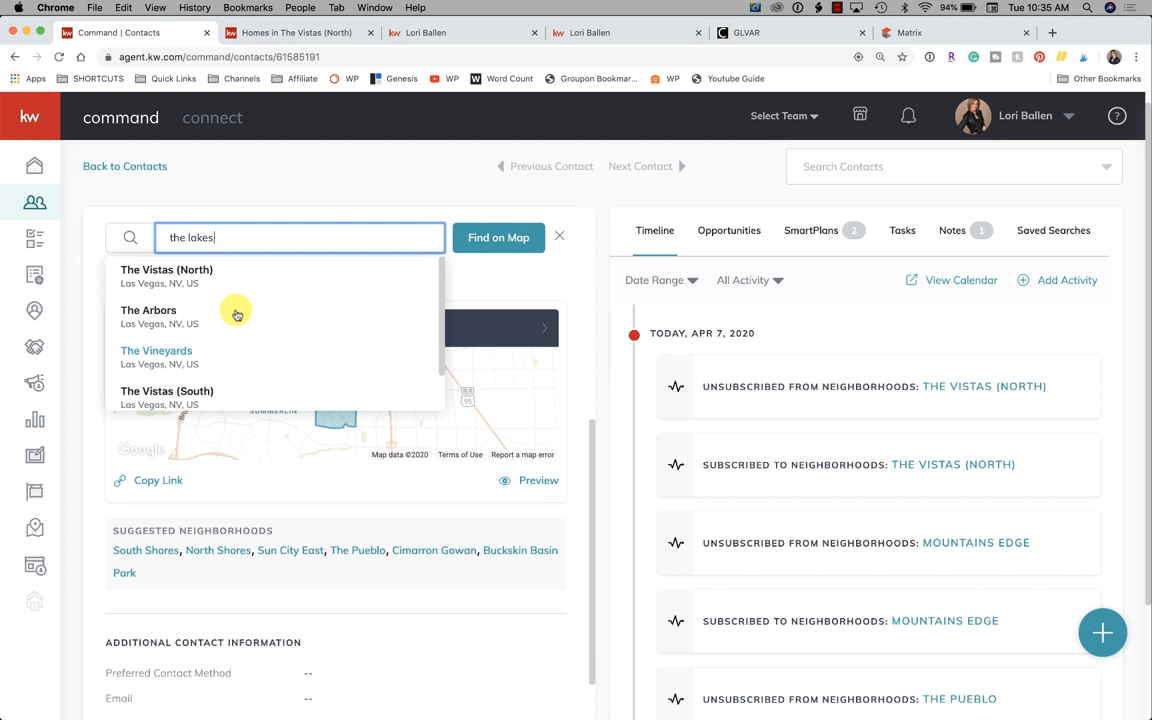 Chrome File Edit View History Bookmarks People Tab Window Help
94% Tue 10:35 AM
Command | Contacts
Homes in The Vistas (North)
kw Lori Ballen
kw Lori Ballen
GLVAR
Matrix
agent.kw.com/command/contacts/61585191
Apps SHORTCUTS Quick Links Channels Affiliate WP Genesis WP Word Count Groupon Bookmar... WP Youtube Guide Other Bookmarks
kw command connect Select Team Lori Ballen ?
Back to Contacts
Previous Contact Next Contact
Search Contacts
the lakes
Find on Map
The Vistas (North)
Las Vegas, NV, US
The Arbors
Las Vegas, NV, US
The Vineyards
Las Vegas, NV, US
The Vistas (South)
Las Vegas, NV, US
SUMMERLIN
95
Google
Map data ©2020 Terms of Use Report a map error
Copy Link
Preview
SUGGESTED NEIGHBORHOODS
South Shores, North Shores, Sun City East, The Pueblo, Cimarron Gowan, Buckskin Basin
Park
ADDITIONAL CONTACT INFORMATION
Preferred Contact Method --
Email --
Timeline Opportunities SmartPlans 2 Tasks Notes 1 Saved Searches
Date Range All Activity View Calendar Add Activity
TODAY, APR 7, 2020
UNSUBSCRIBED FROM NEIGHBORHOODS: THE VISTAS (NORTH)
SUBSCRIBED TO NEIGHBORHOODS: THE VISTAS (NORTH)
UNSUBSCRIBED FROM NEIGHBORHOODS: MOUNTAINS EDGE
SUBSCRIBED TO NEIGHBORHOODS: MOUNTAINS EDGE
UNSUBSCRIBED FROM NEIGHBORHOODS: THE PUEBLO